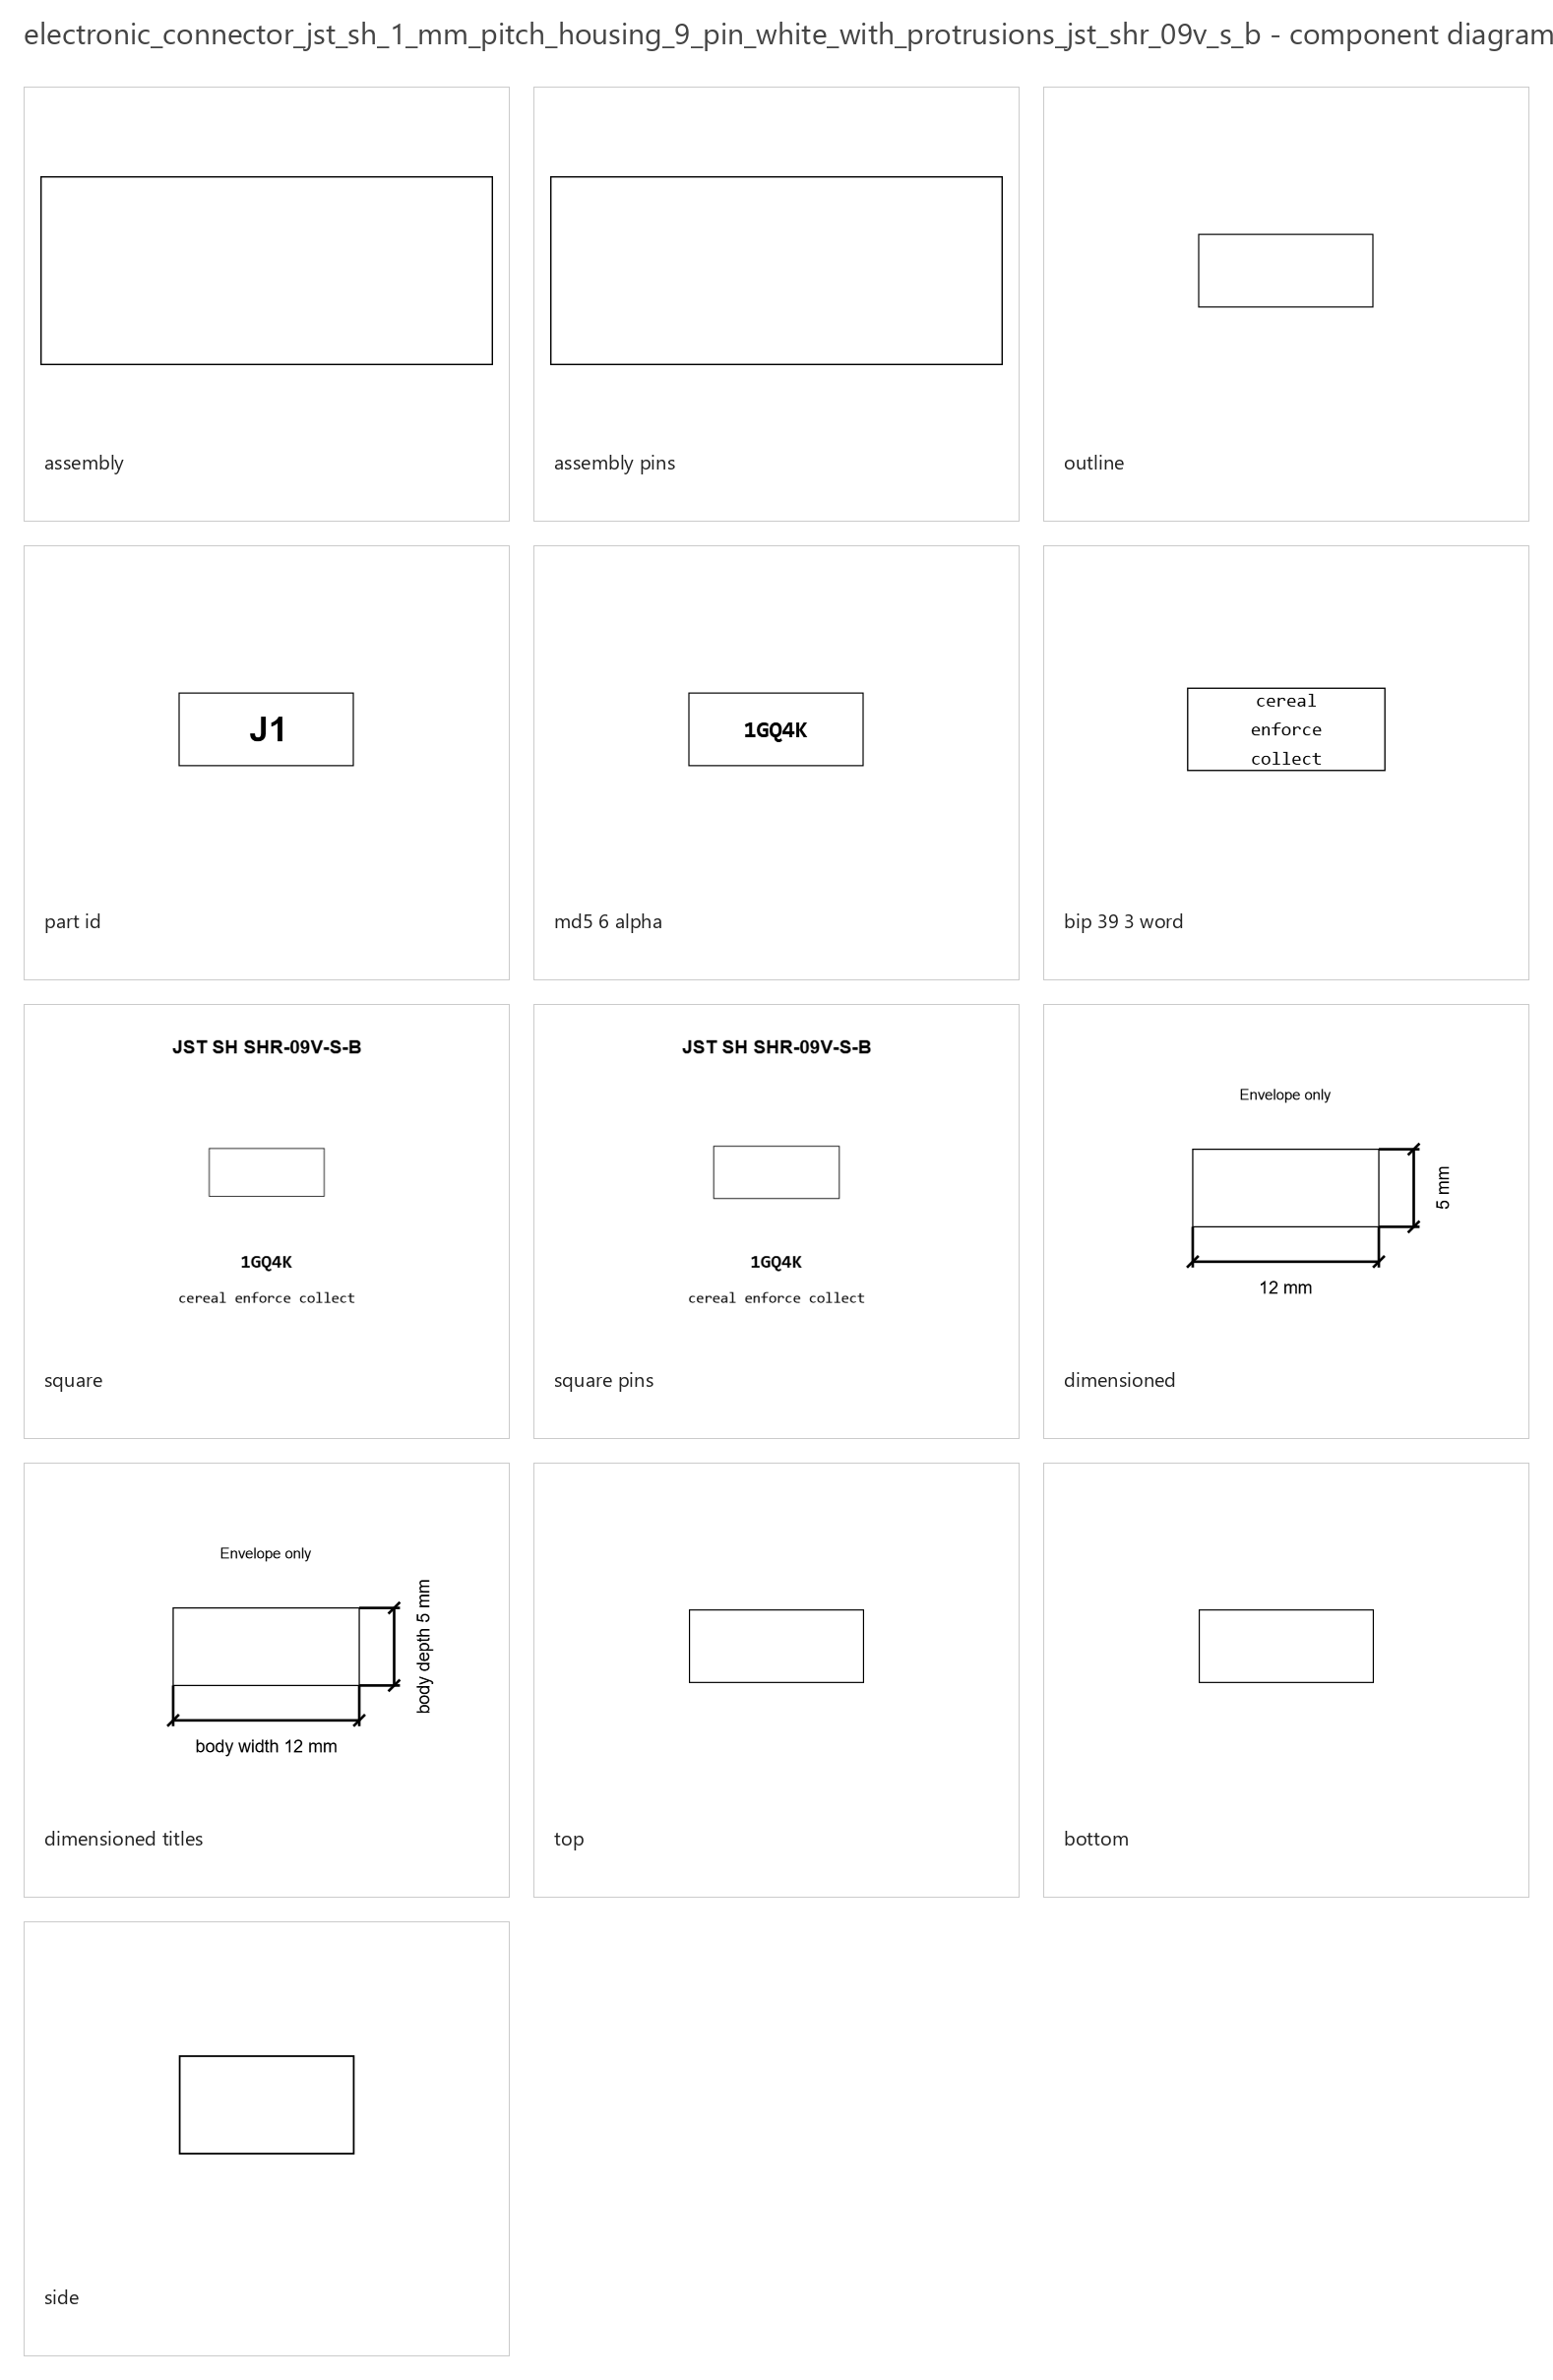 electronic_connector_jst_sh_1_mm_pitch_housing_9_pin_white_with_protrusions_jst_shr_09v_s_b - component diagram
assembly
assembly pins
outline
J1
part id
1GQ4K
md5 6 alpha
cereal
enforce
collect
bip 39 3 word
JST SH SHR-09V-S-B
1GQ4K
cereal enforce collect
square
JST SH SHR-09V-S-B
1GQ4K
cereal enforce collect
square pins
Envelope only
5 mm
12 mm
dimensioned
Envelope only
body depth 5 mm
body width 12 mm
dimensioned titles
top
bottom
side